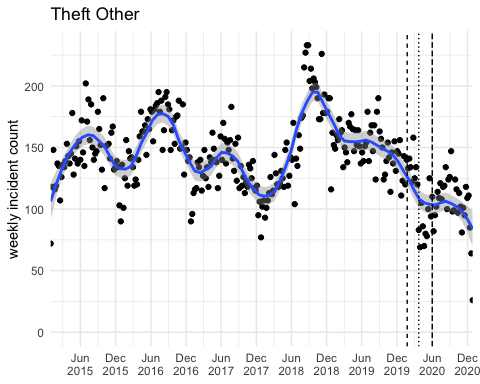 Theft Other
weekly incident count
200
150
100
50
0
Jun 2015
Dec 2015
Jun 2016
Dec 2016
Jun 2017
Dec 2017
Jun 2018
Dec 2018
Jun 2019
Dec 2019
Jun 2020
Dec 2020